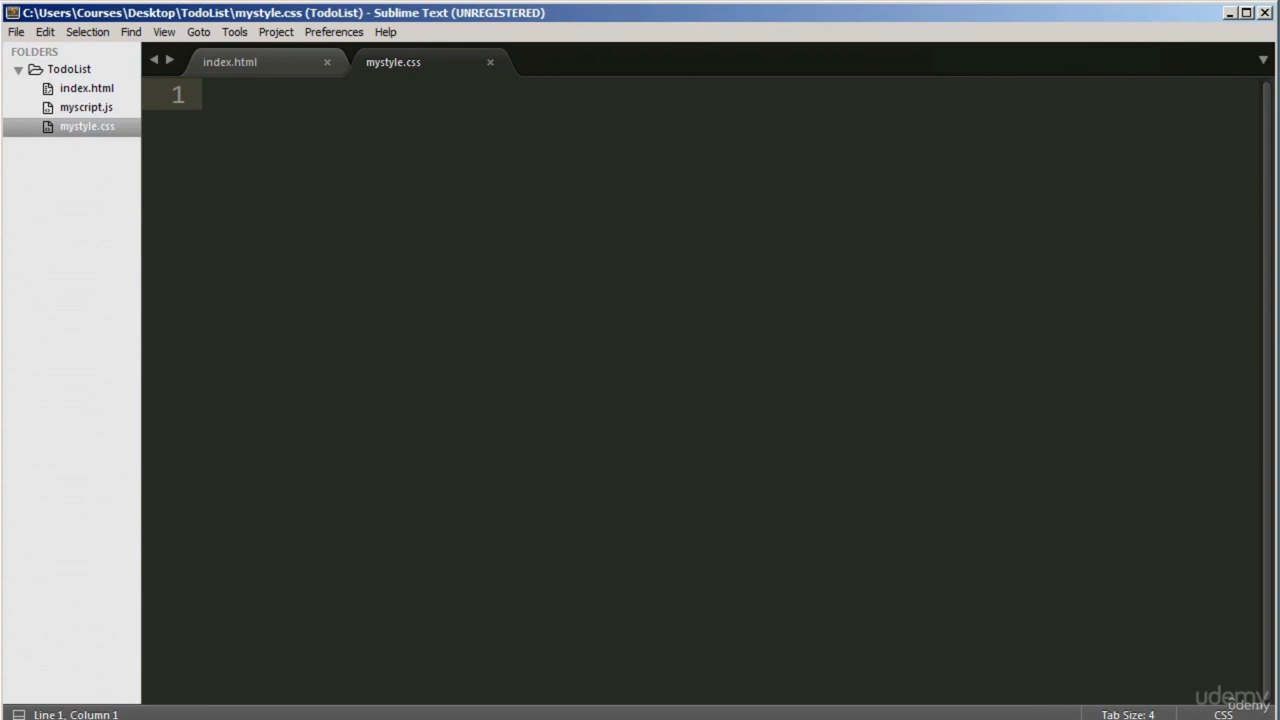 C:\Users\Courses\Desktop\TodoList\mystyle.css (TodoList) - Sublime Text (UNREGISTERED)
File Edit Selection Find View Goto Tools Project Preferences Help
FOLDERS
TodoList
index.html
myscript.js
mystyle.css
index.html
mystyle.css
1
Line 1, Column 1
Tab Size: 4
CSS
udemy
udemy